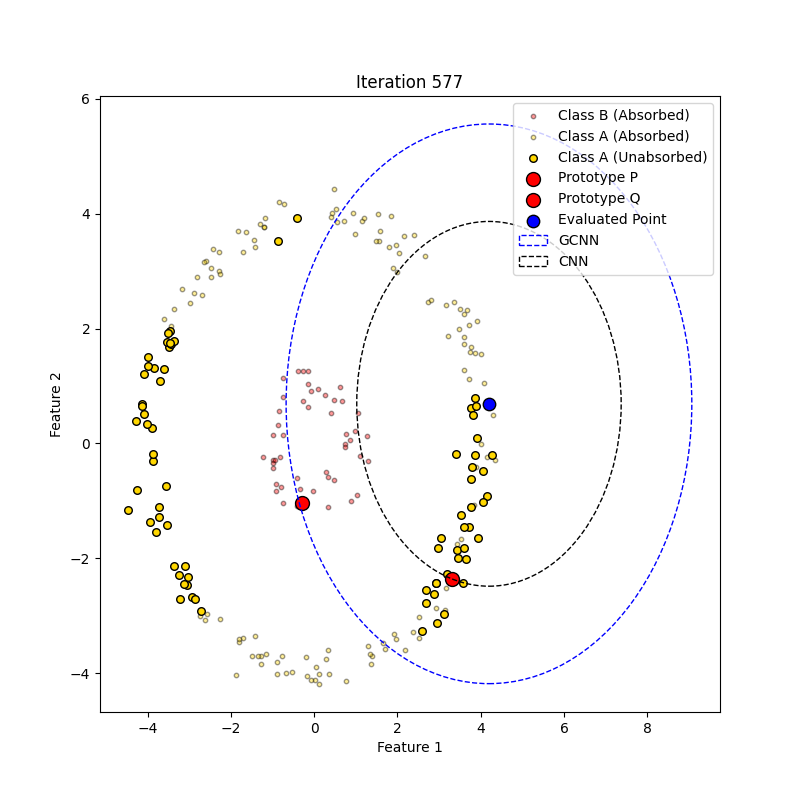 Iteration 577
Class B (Absorbed)
Class A (Absorbed)
Class A (Unabsorbed)
Prototype P
Prototype Q
Evaluated Point
GCNN
CNN
Feature 2
6
4
2
0
−2
−4
−4
−2
0
2
4
6
8
Feature 1